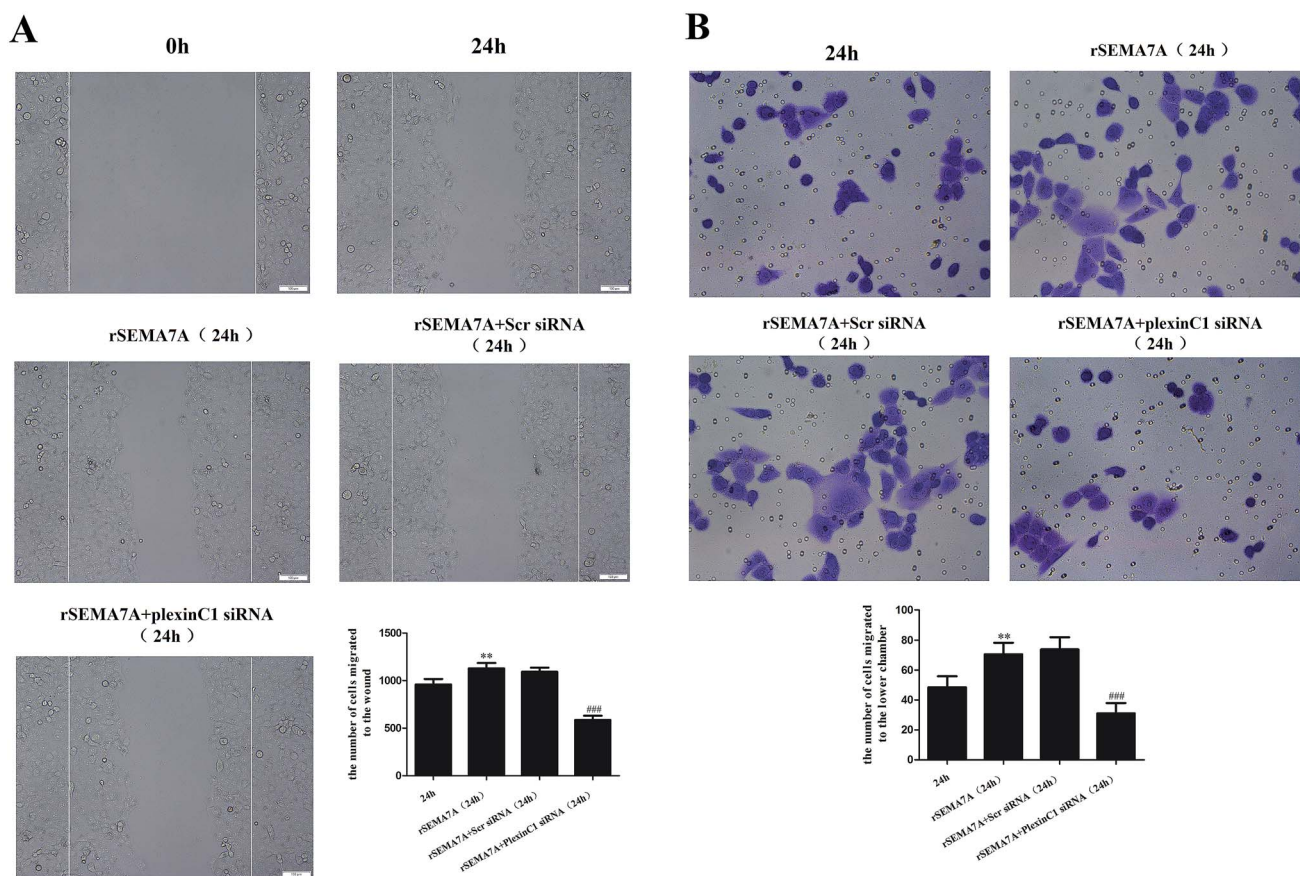 A
0h
24h
rSEMA7A（24h）
rSEMA7A+Scr siRNA
（24h）
rSEMA7A+plexinC1 siRNA
（24h）
the number of cells migrated
to the wound
1500
1000
500
0
**
###
24h
rSEMA7A（24h）
rSEMA7A+Scr siRNA（24h）
rSEMA7A+PlexinC1 siRNA（24h）
B
24h
rSEMA7A（24h）
rSEMA7A+Scr siRNA
（24h）
rSEMA7A+plexinC1 siRNA
（24h）
the number of cells migrated
to the lower chamber
100
80
60
40
20
0
**
###
24h
rSEMA7A（24h）
rSEMA7A+Scr siRNA（24h）
rSEMA7A+PlexinC1 siRNA（24h）